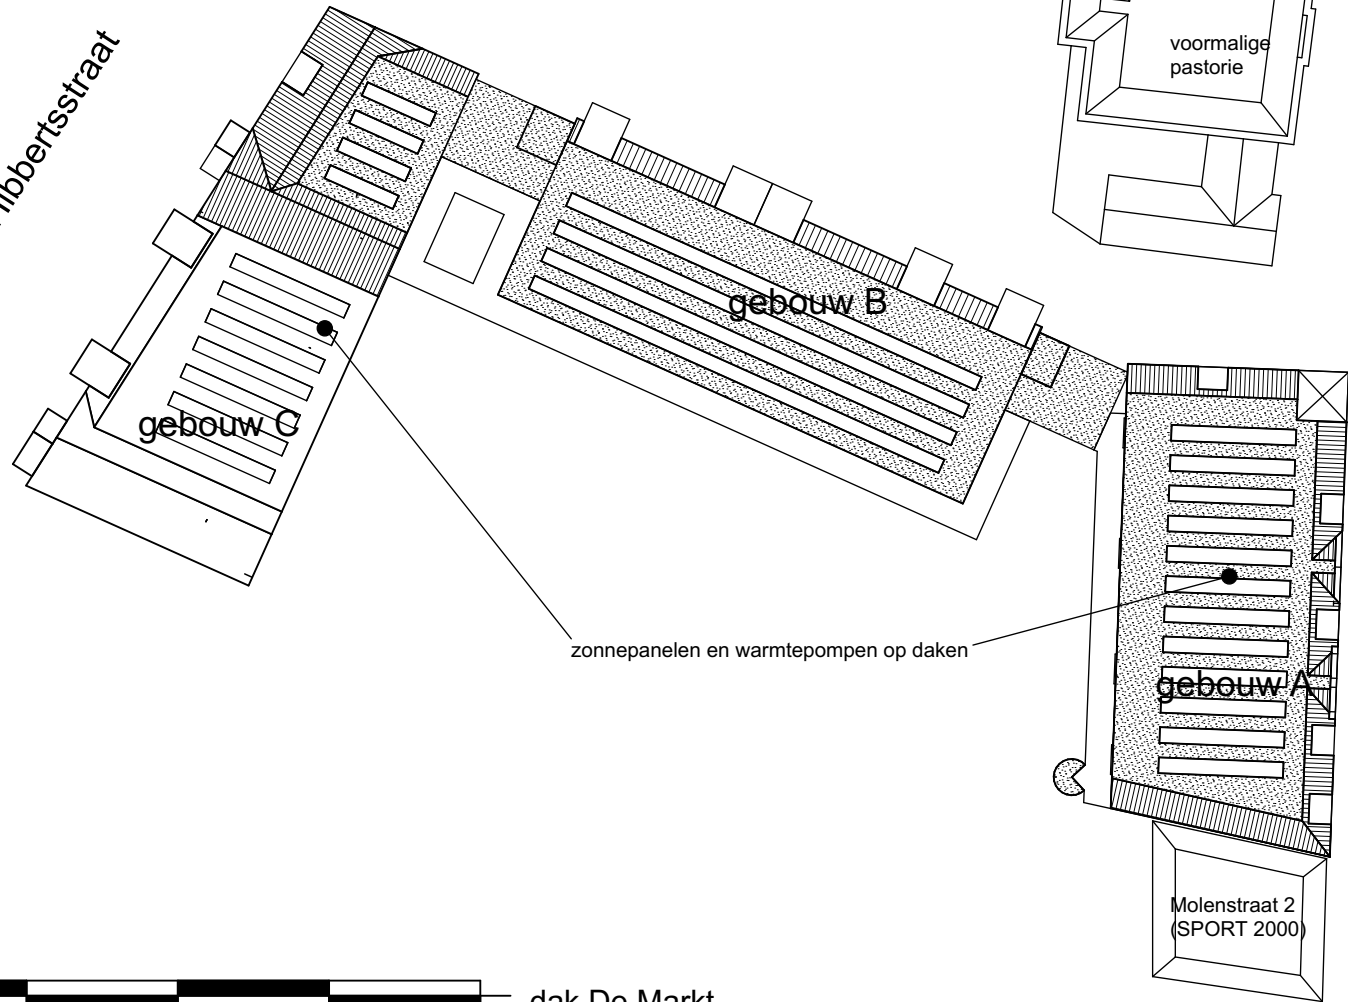 voormalige
pastorie
gebouw B
gebouw C
zonnepanelen en warmtepompen op daken
gebouw A
Molenstraat 2
(SPORT 2000)
dak De Markt